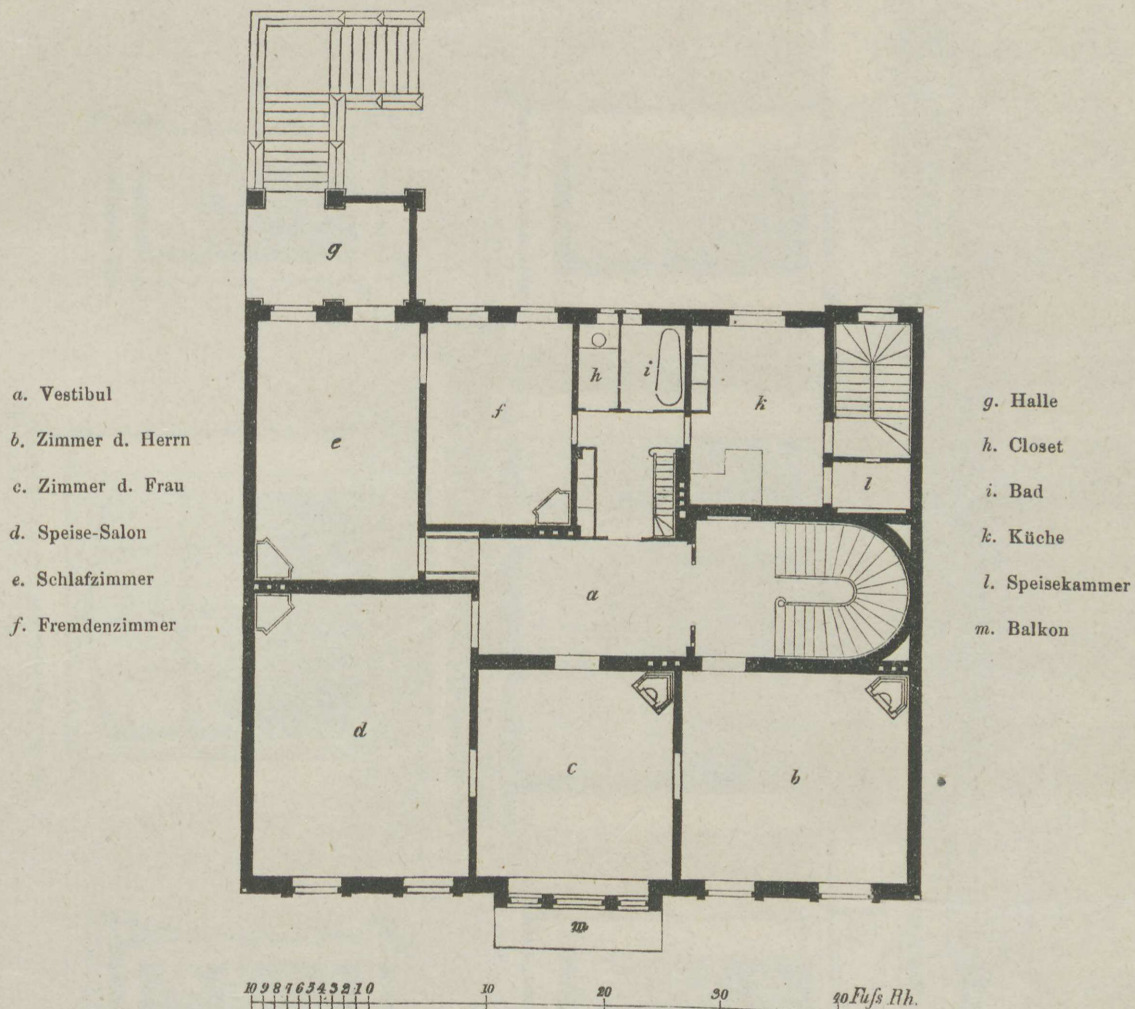 a. Vestibul
b. Zimmer d. Herrn
c. Zimmer d. Frau
d. Speise-Salon
e. Schlafzimmer
f. Fremdenzimmer
g
e
f
h
i
k
l
a
d
c
b
m
g. Halle
h. Closet
i. Bad
k. Küche
l. Speisekammer
m. Balkon
10 9 8 7 6 5 4 3 2 1 0 10 20 30 40 Fuſs Rh.